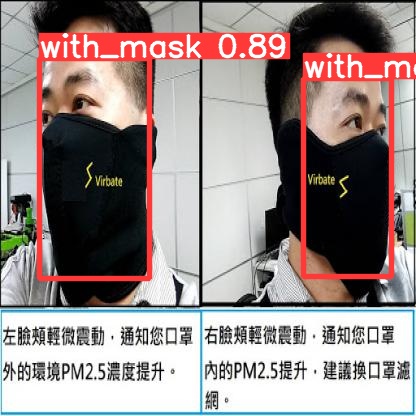 with_mask 0.89
with_m
Virbate
Virbate
左臉頰輕微震動，通知您口罩
外的環境PM2.5濃度提升。
右臉頰輕微震動，通知您口罩
內的PM2.5提升，建議換口罩濾
網。